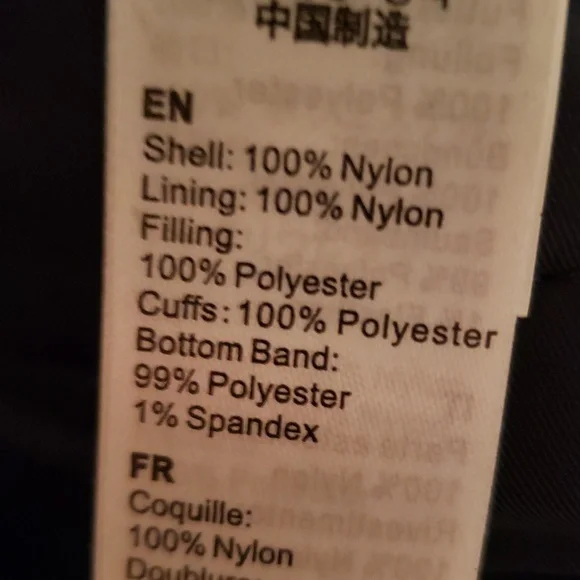 中国制造
EN
Shell: 100% Nylon
Lining: 100% Nylon
Filling:
100% Polyester
Cuffs: 100% Polyester
Bottom Band:
99% Polyester
1% Spandex
FR
Coquille:
100% Nylon